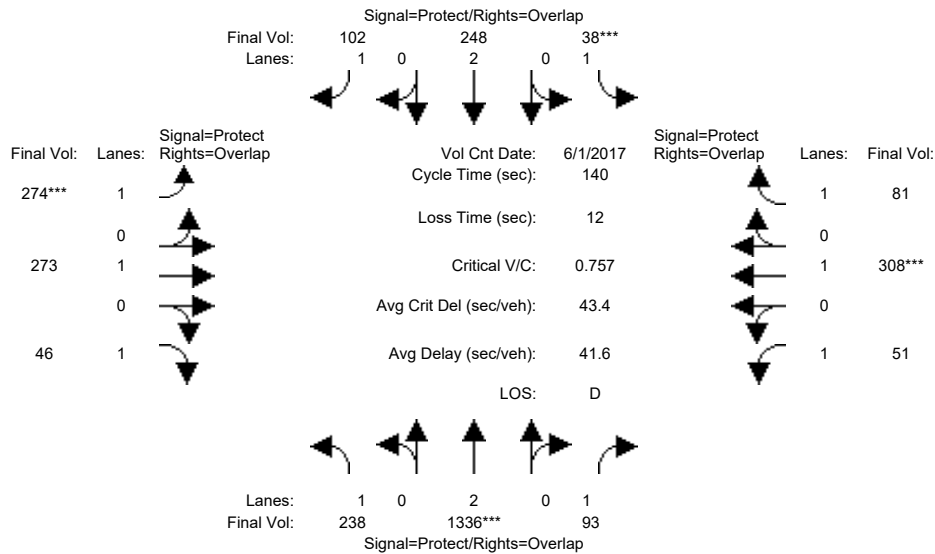 Signal=Protect/Rights=Overlap
Final Vol: 102 248 38***
Lanes: 1 0 2 0 1
Signal=Protect
Final Vol: Lanes: Rights=Overlap
Vol Cnt Date: 6/1/2017
Signal=Protect
Rights=Overlap Lanes: Final Vol:
Cycle Time (sec): 140
274*** 1
1 81
Loss Time (sec): 12
0
0
273 1
Critical V/C: 0.757
1 308***
0
Avg Crit Del (sec/veh): 43.4
0
46 1
Avg Delay (sec/veh): 41.6
1 51
LOS: D
Lanes: 1 0 2 0 1
Final Vol: 238 1336*** 93
Signal=Protect/Rights=Overlap